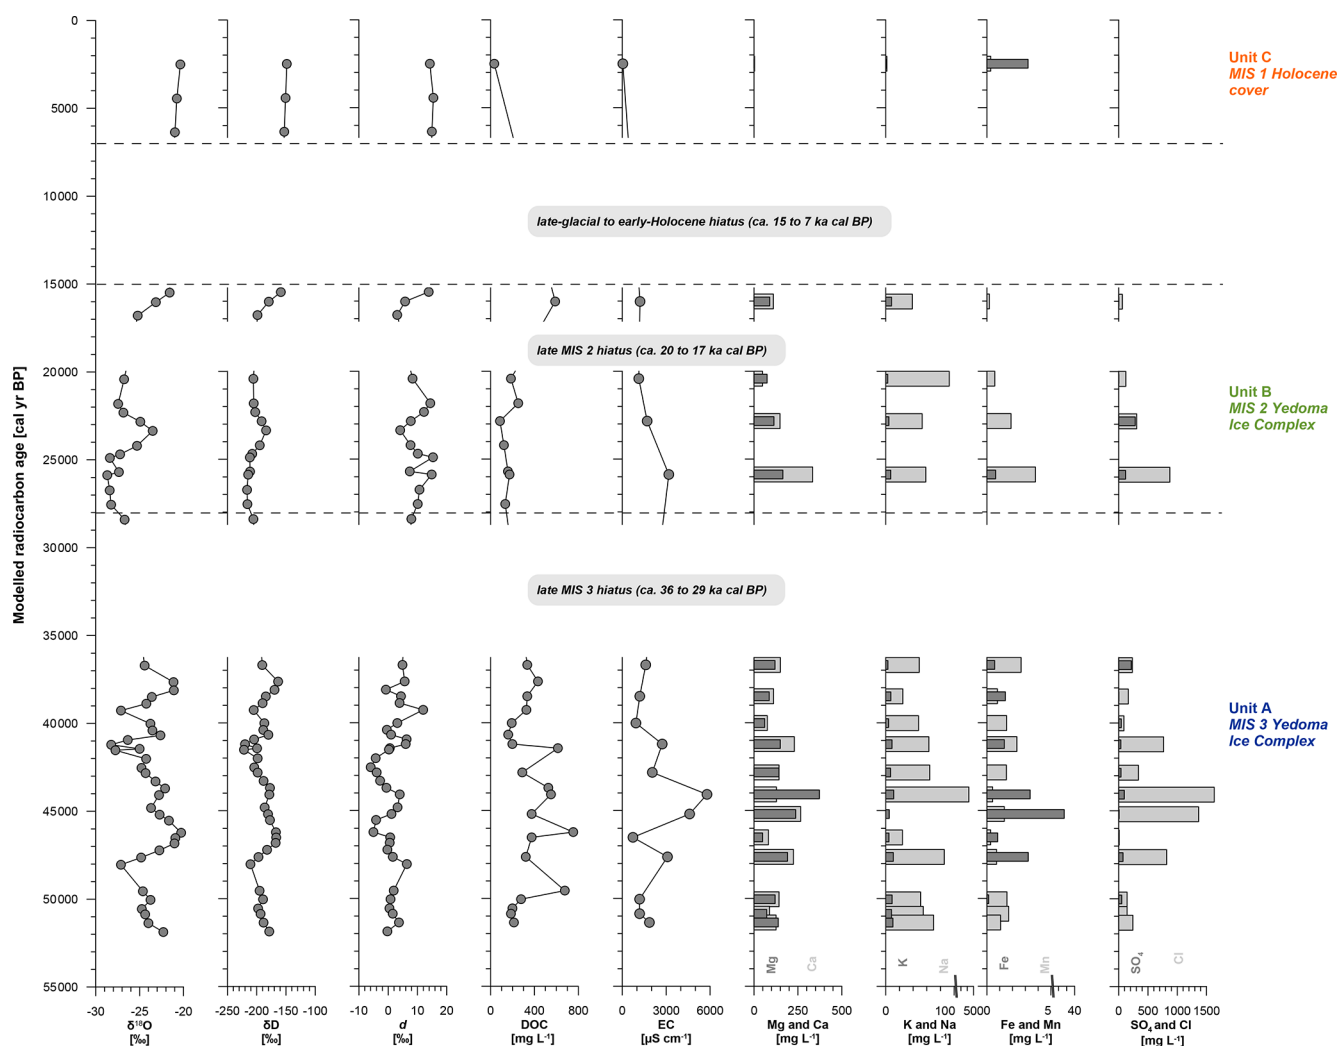 0
5000
10000
15000
20000
25000
30000
35000
40000
45000
50000
55000
Modelled radiocarbon age [cal yr BP]
Unit C
MIS 1 Holocene
cover
late-glacial to early-Holocene hiatus (ca. 15 to 7 ka cal BP)
late MIS 2 hiatus (ca. 20 to 17 ka cal BP)
Unit B
MIS 2 Yedoma
Ice Complex
late MIS 3 hiatus (ca. 36 to 29 ka cal BP)
Unit A
MIS 3 Yedoma
Ice Complex
Mg Ca K Na Fe Mn SO₄ Cl
-30 -25 -20
δ¹⁸O
[‰]
-250 -200 -150 -100
δD
[‰]
-10 0 10 20
d
[‰]
0 400 800
DOC
[mg L⁻¹]
0 2000 6000
EC
[µS cm⁻¹]
0 250 500
Mg and Ca
[mg L⁻¹]
0 100 500
K and Na
[mg L⁻¹]
0 5 40
Fe and Mn
[mg L⁻¹]
0 500 1000 1500
SO₄ and Cl
[mg L⁻¹]